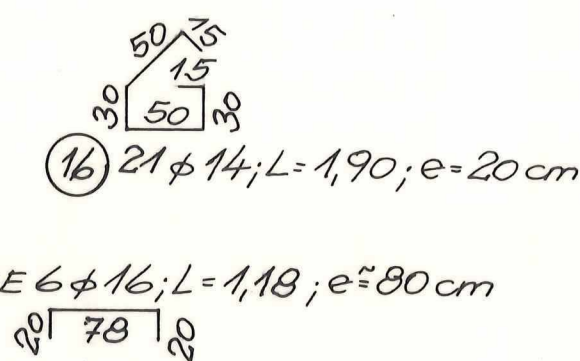 50 15
15
30 50 30
16 21 ϕ 14; L = 1,90; e = 20 cm
E 6 ϕ 16; L = 1,18; e ≅ 80 cm
20 78 20